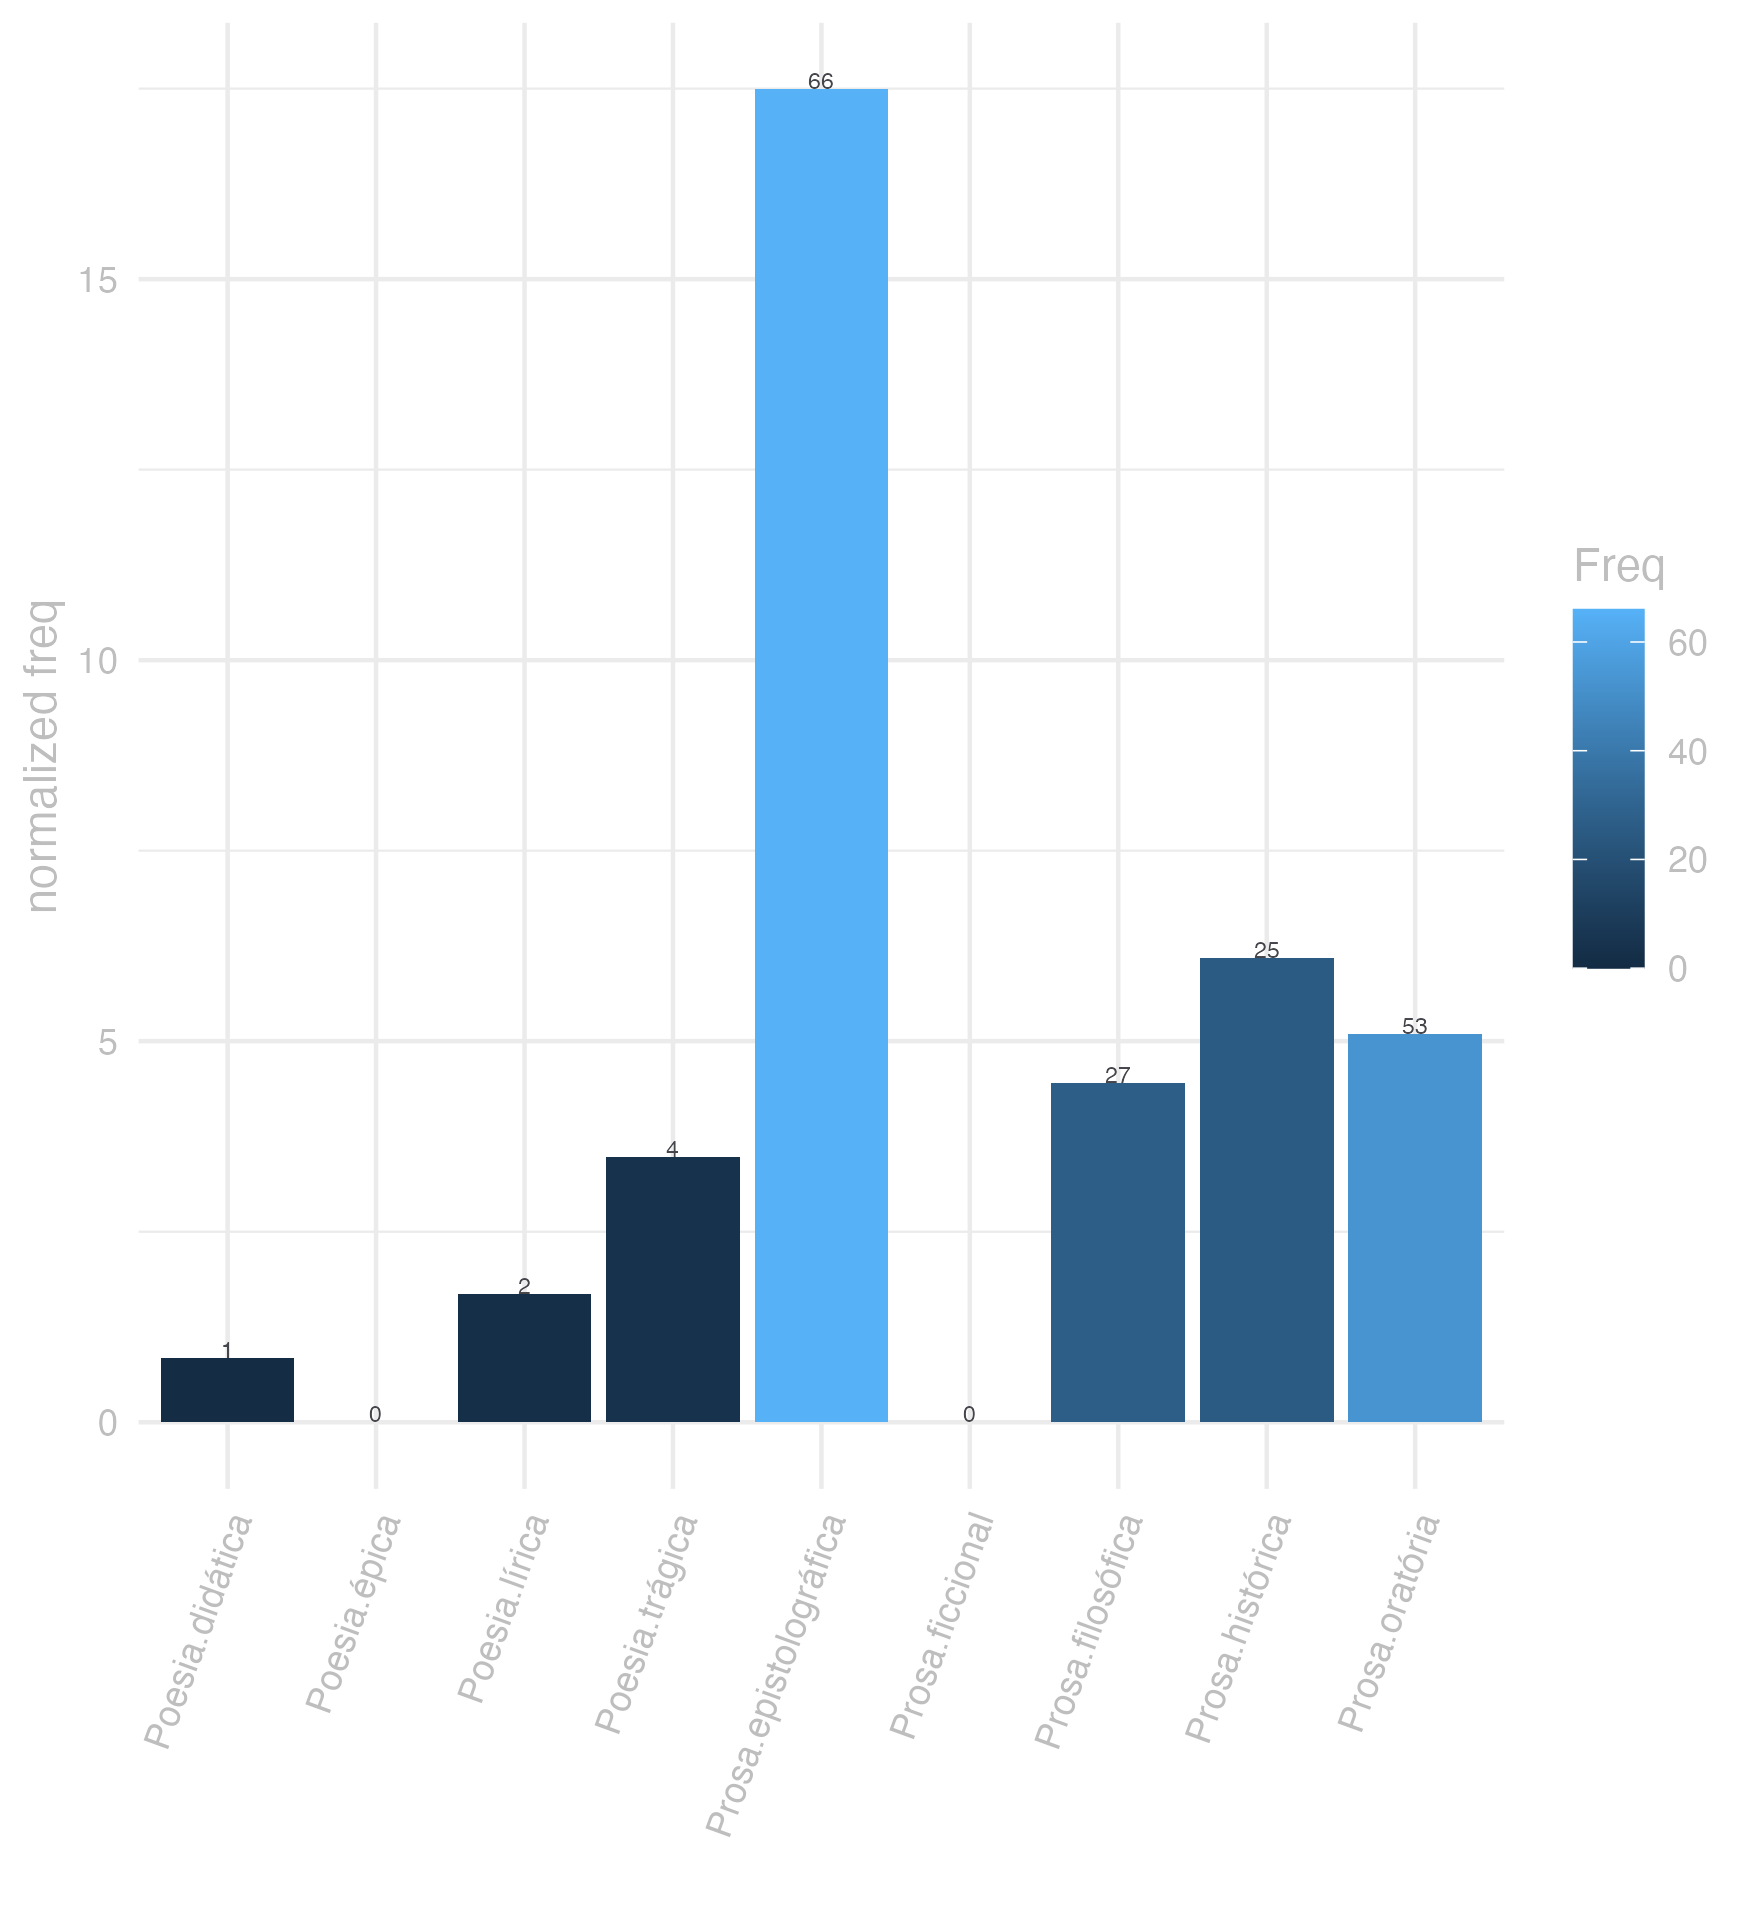 normalized freq
15
10
5
0
1
0
2
4
66
0
27
25
53
Poesia.didática
Poesia.épica
Poesia.lírica
Poesia.trágica
Prosa.epistolográfica
Prosa.ficcional
Prosa.filosófica
Prosa.histórica
Prosa.oratória
Freq
60
40
20
0